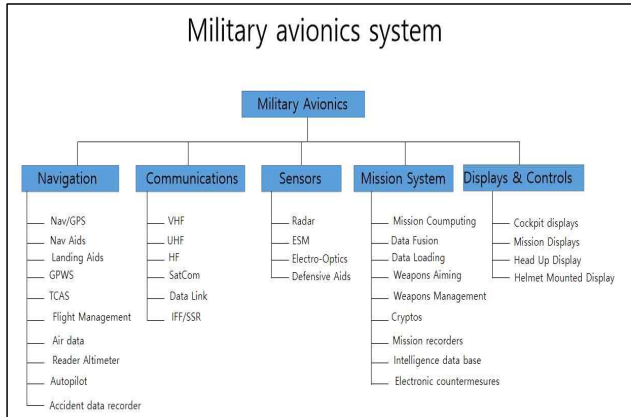 Military avionics system
Military Avionics
Navigation
Nav/GPS
Nav Aids
Landing Aids
GPWS
TCAS
Flight Management
Air data
Reader Altimeter
Autopilot
Accident data recorder
Communications
VHF
UHF
HF
SatCom
Data Link
IFF/SSR
Sensors
Radar
ESM
Electro-Optics
Defensive Aids
Mission System
Mission Coumputing
Data Fusion
Data Loading
Weapons Aiming
Weapons Management
Cryptos
Mission recorders
Intelligence data base
Electronic countermesures
Displays & Controls
Cockpit displays
Mission Displays
Head Up Display
Helmet Mounted Display